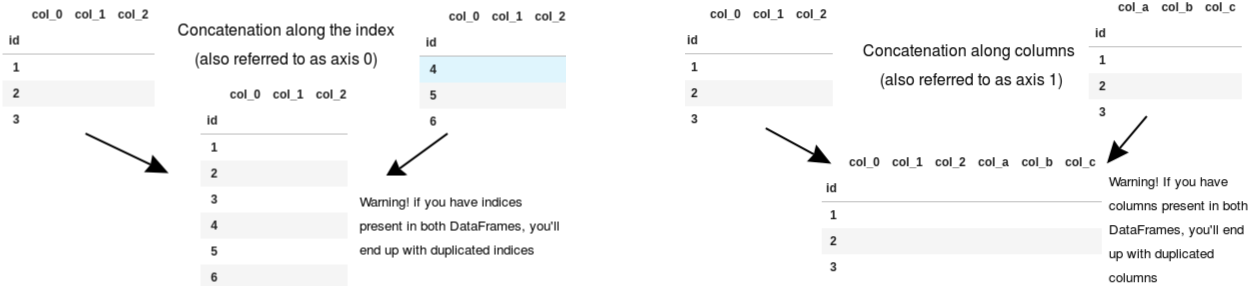 col_0 col_1 col_2
id
1
2
3
Concatenation along the index
(also referred to as axis 0)
col_0 col_1 col_2
id
4
5
6
col_0 col_1 col_2
id
1
2
3
4
5
6
Warning! if you have indices
present in both DataFrames, you'll
end up with duplicated indices
col_0 col_1 col_2
id
1
2
3
Concatenation along columns
(also referred to as axis 1)
col_a col_b col_c
id
1
2
3
col_0 col_1 col_2 col_a col_b col_c
id
1
2
3
Warning! If you have
columns present in both
DataFrames, you'll end
up with duplicated
columns